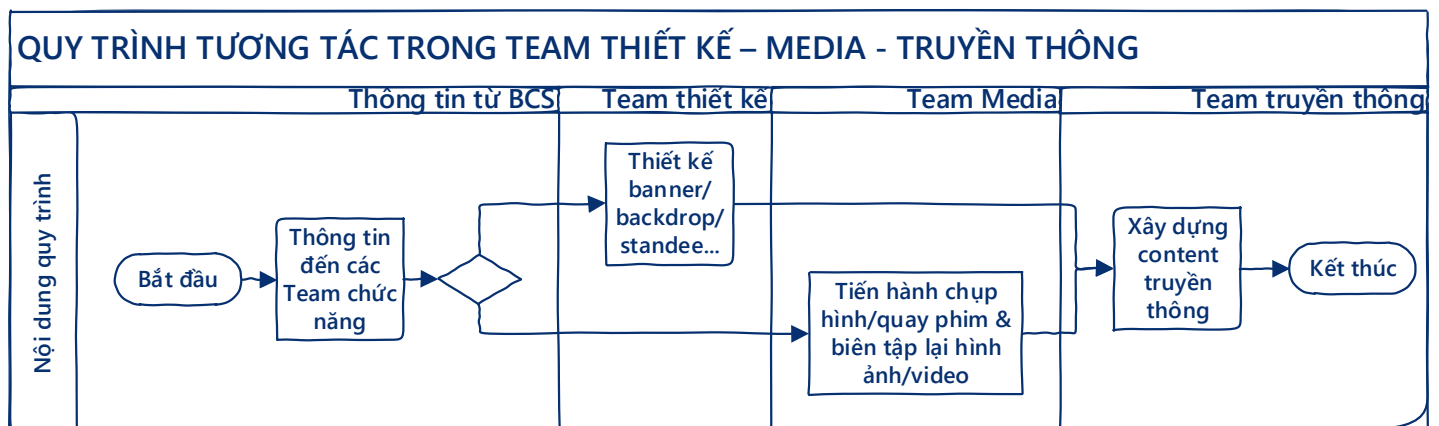 QUY TRÌNH TƯƠNG TÁC TRONG TEAM THIẾT KẾ – MEDIA - TRUYỀN THÔNG
Thông tin từ BCS
Team thiết kế
Team Media
Team truyền thông
Nội dung quy trình
Bắt đầu
Thông tin
đến các
Team chức
năng
Thiết kế
banner/
backdrop/
standee...
Tiến hành chụp
hình/quay phim &
biên tập lại hình
ảnh/video
Xây dựng
content
truyền
thông
Kết thúc